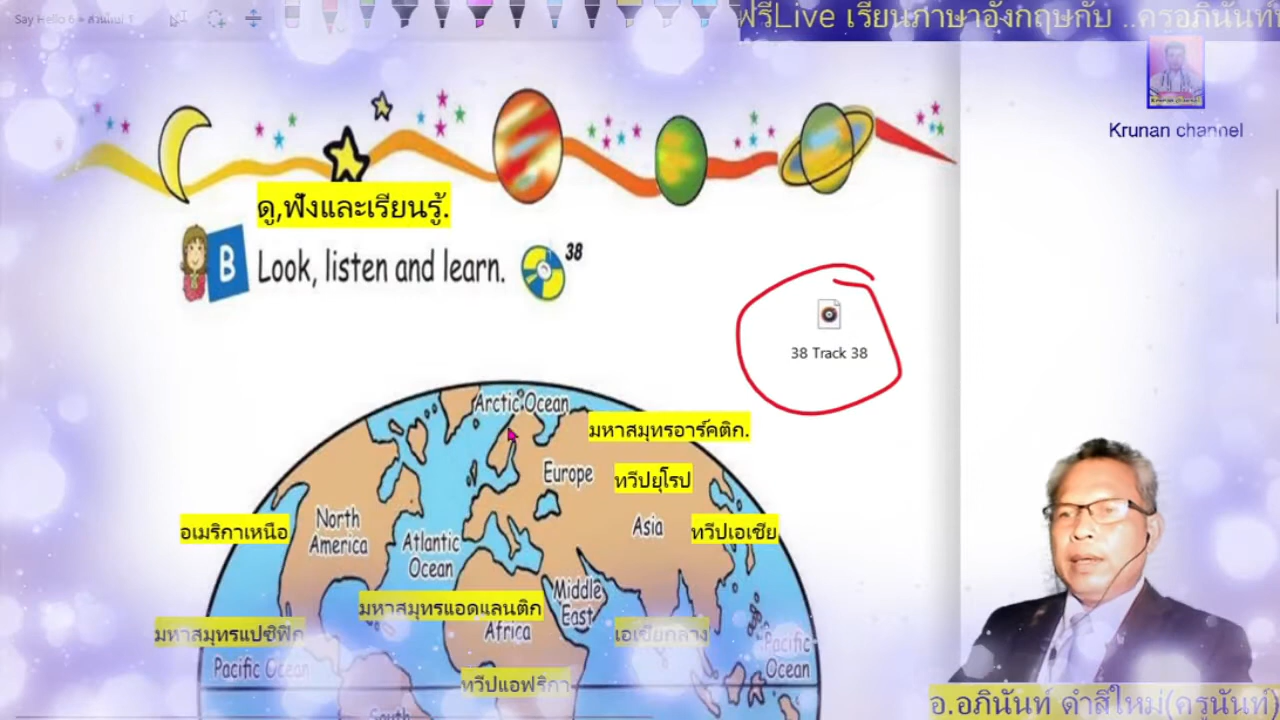 Say Hello 6
ฟรีLive เรียนภาษาอังกฤษกับ ..ครูอภินันท์
Krunan channel
ดู,ฟังและเรียนรู้.
B Look, listen and learn. 38
38 Track 38
Arctic Ocean
มหาสมุทรอาร์คติก.
Europe
ทวีปยุโรป
North
America
อเมริกาเหนือ
Asia
ทวีปเอเชีย
Atlantic
Ocean
มหาสมุทรแอดแลนติก
Middle
East
มหาสมุทรแปซิฟิก
Africa
เอเซียกลาง
Pacific
Ocean
Pacific Ocean
ทวีปแอฟริกา
South
อ.อภินันท์ ดำสีใหม่(ครูนันท์)